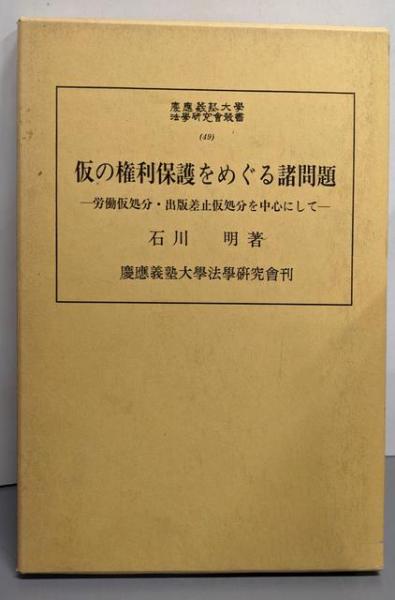 慶應義塾大學
法學研究會叢書
(49)
仮の権利保護をめぐる諸問題
―労働仮処分・出版差止仮処分を中心にして―
石川 明著
慶應義塾大學法學研究會刊